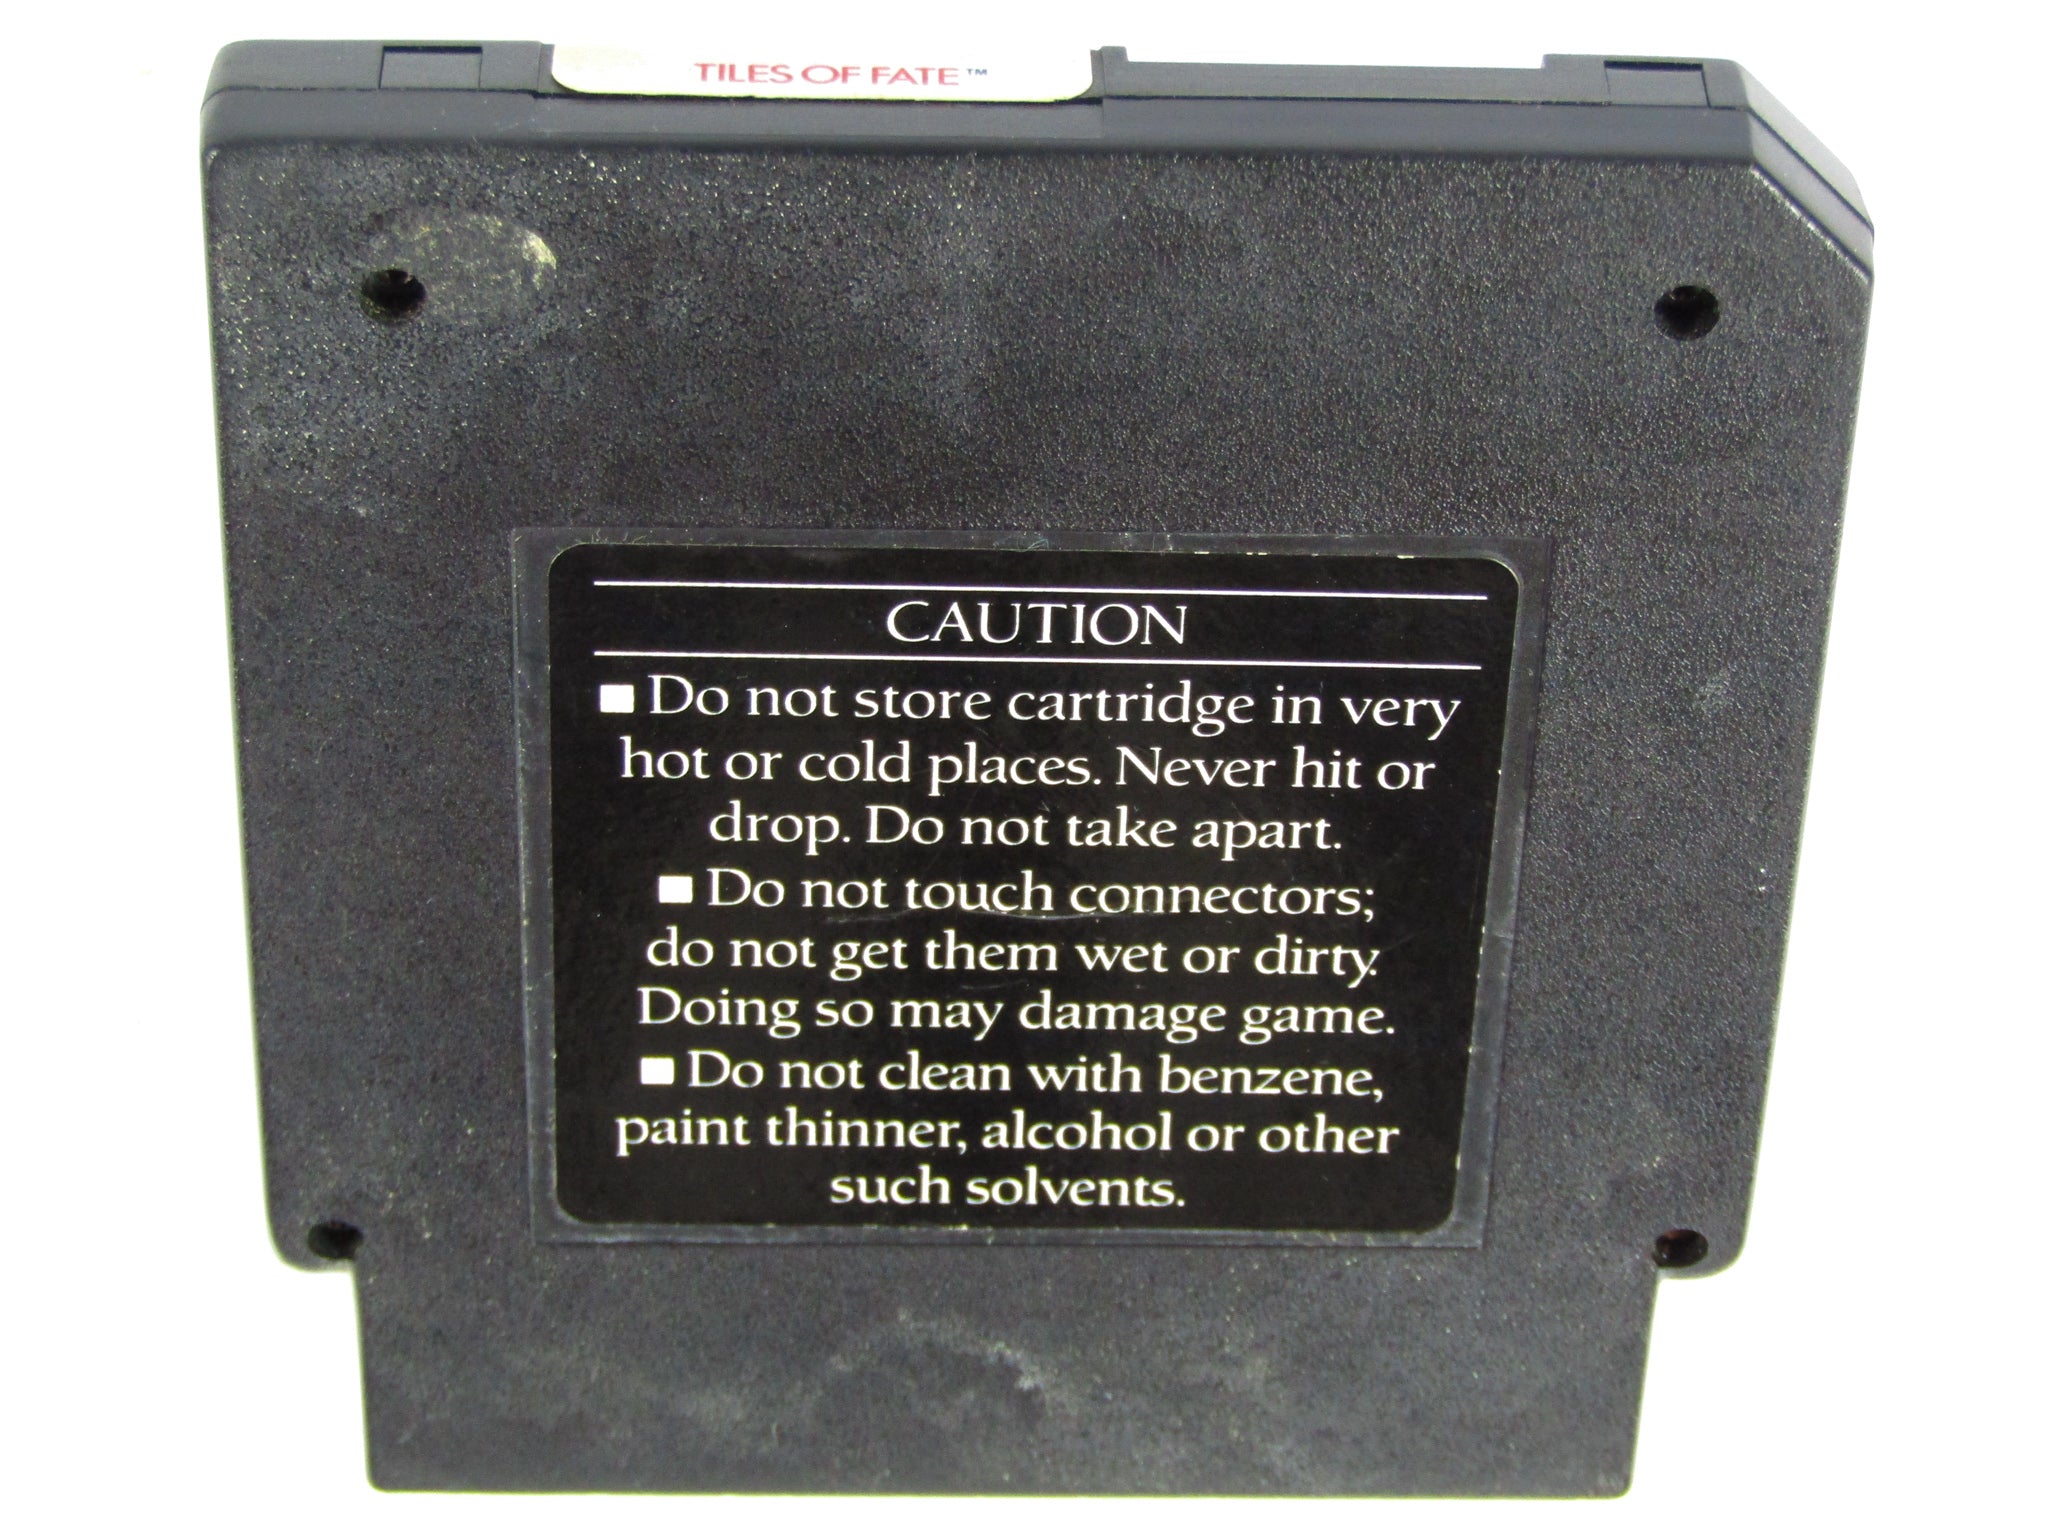 TILES OF FATE™
CAUTION
■ Do not store cartridge in very
hot or cold places. Never hit or
drop. Do not take apart.
■ Do not touch connectors;
do not get them wet or dirty.
Doing so may damage game.
■ Do not clean with benzene,
paint thinner, alcohol or other
such solvents.